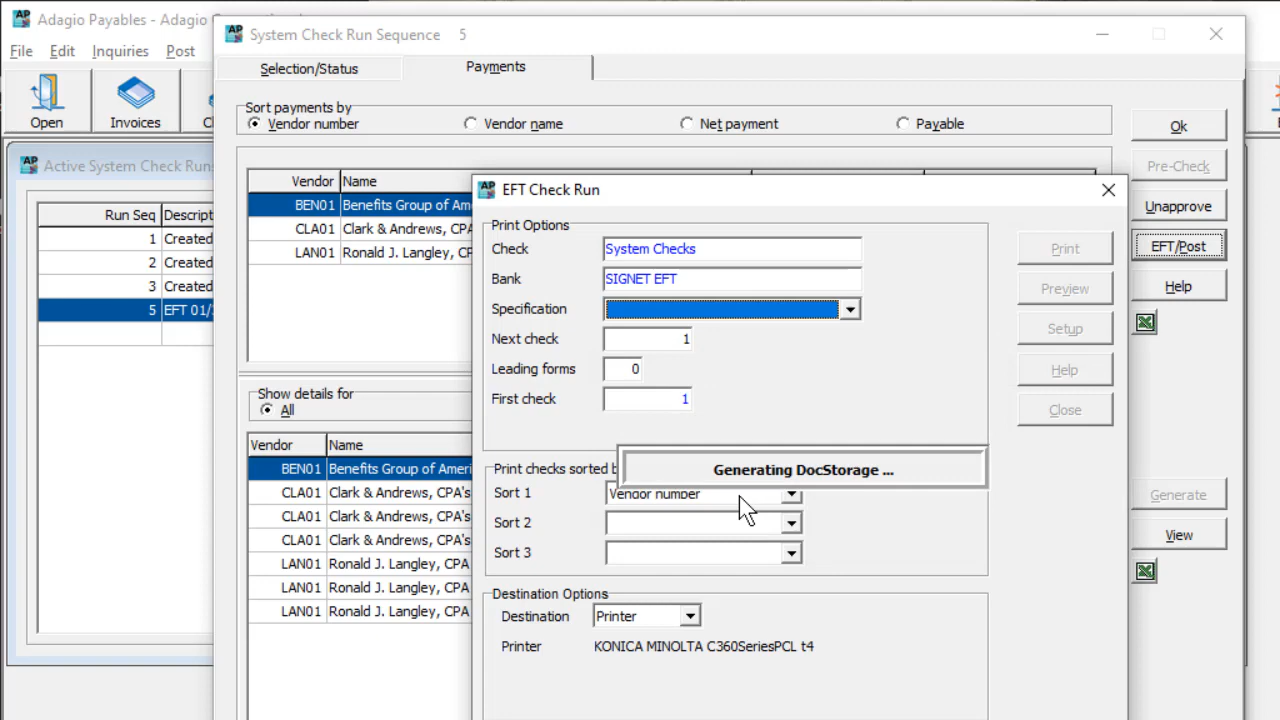 Adagio Payables - Adagio
File Edit Inquiries Post
Open
Invoices
Active System Check Runs
Run Seq
1 Created
2 Created
3 Created
5 EFT 01/
System Check Run Sequence 5
Selection/Status
Payments
Sort payments by
Vendor number
Vendor name
Net payment
Payable
Vendor Name
BEN01 Benefits Group of Ame
CLA01 Clark & Andrews, CPA
LAN01 Ronald J. Langley, CP
Show details for
All
Vendor Name
BEN01 Benefits Group of Ameri
CLA01 Clark & Andrews, CPA's
CLA01 Clark & Andrews, CPA's
CLA01 Clark & Andrews, CPA's
LAN01 Ronald J. Langley, CPA
LAN01 Ronald J. Langley, CPA
LAN01 Ronald J. Langley, CPA
Ok
Pre-Check
Unapprove
EFT/Post
Help
Generate
View
EFT Check Run
Print Options
Check System Checks
Bank SIGNET EFT
Specification
Next check 1
Leading forms 0
First check 1
Print
Preview
Setup
Help
Close
Generating DocStorage ...
Print checks sorted b
Sort 1 Vendor number
Sort 2
Sort 3
Destination Options
Destination Printer
Printer KONICA MINOLTA C360SeriesPCL t4